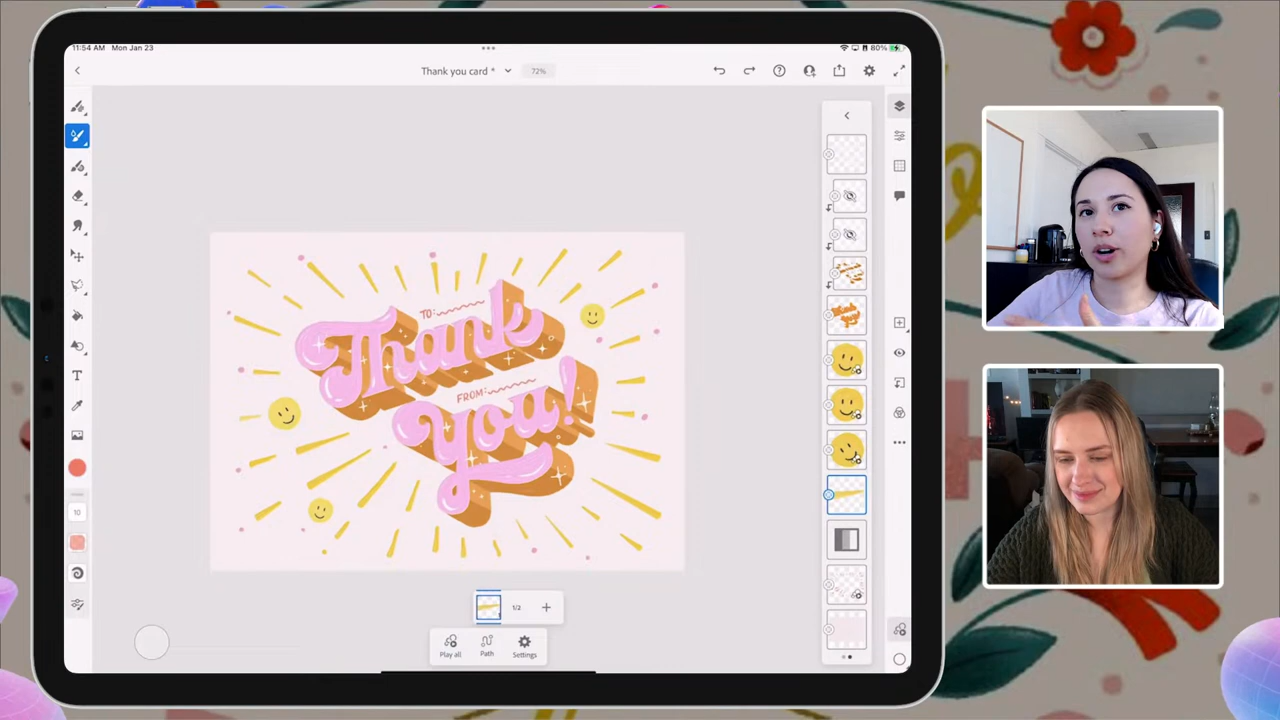 11:54 AM Mon Jan 23
80%
Thank you card *
72%
TO:
Thank
FROM:
You!
10
T
1/2
Play all
Path
Settings